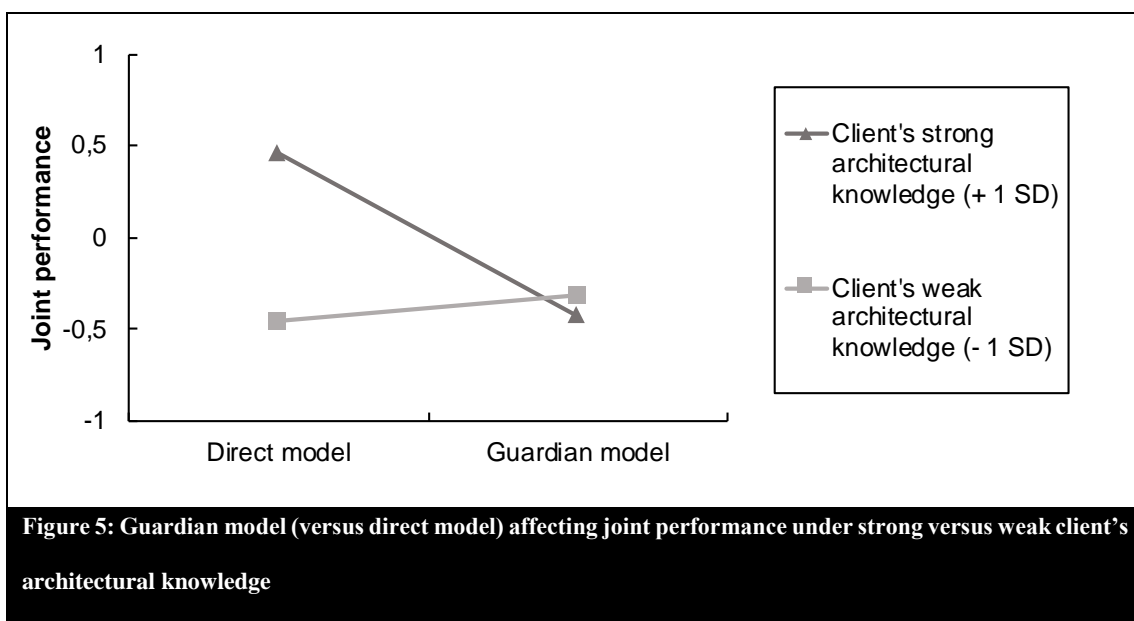 1
0,5
0
-0,5
-1
Joint performance
Direct model
Guardian model
Client's strong
architectural
knowledge (+ 1 SD)
Client's weak
architectural
knowledge (- 1 SD)
Figure 5: Guardian model (versus direct model) affecting joint performance under strong versus weak client’s
architectural knowledge